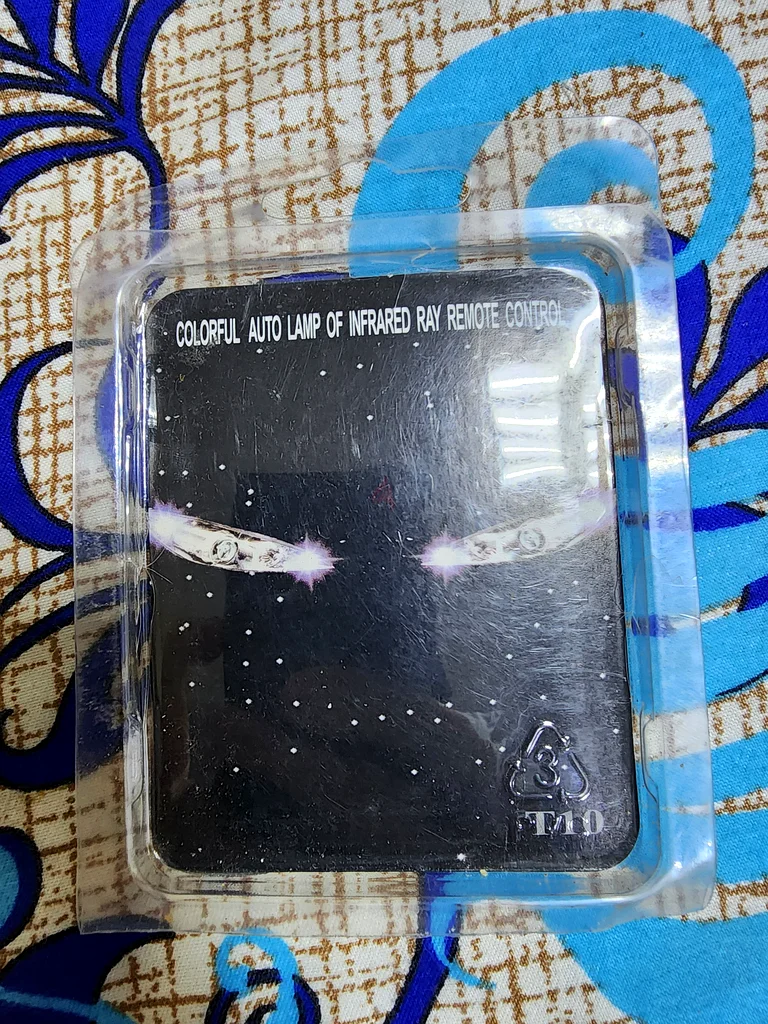 COLORFUL AUTO LAMP OF INFRARED RAY REMOTE CONTROL
3
T10